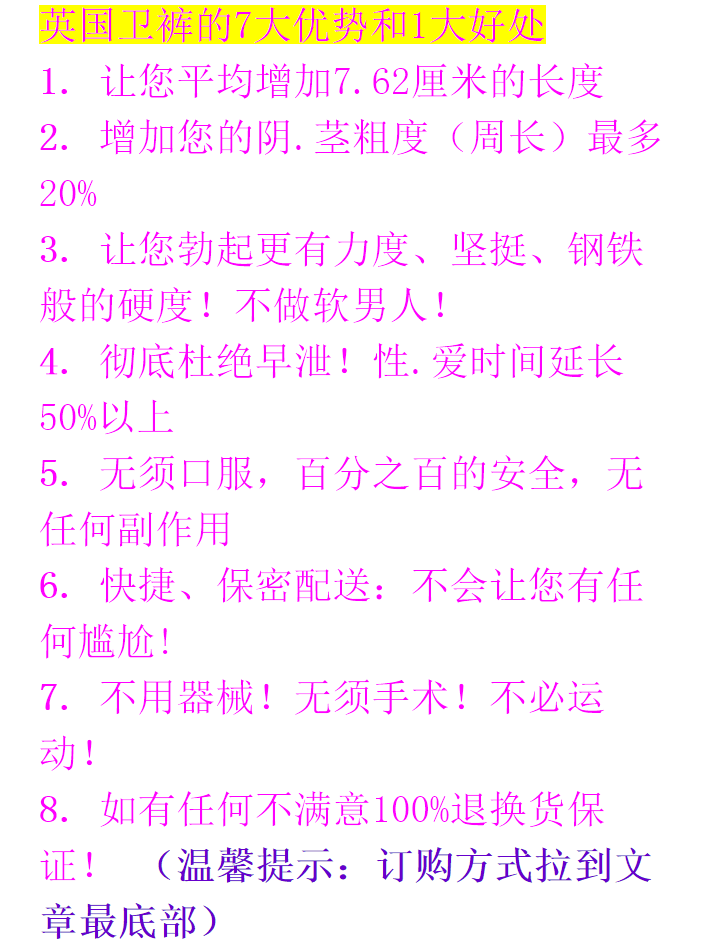 英国卫裤的7大优势和1大好处
1. 让您平均增加7.62厘米的长度
2. 增加您的阴.茎粗度（周长）最多
20%
3. 让您勃起更有力度、坚挺、钢铁
般的硬度！不做软男人！
4. 彻底杜绝早泄！性.爱时间延长
50%以上
5. 无须口服，百分之百的安全，无
任何副作用
6. 快捷、保密配送：不会让您有任
何尴尬!
7. 不用器械！无须手术！不必运
动！
8. 如有任何不满意100%退换货保
证！ （温馨提示：订购方式拉到文
章最底部）